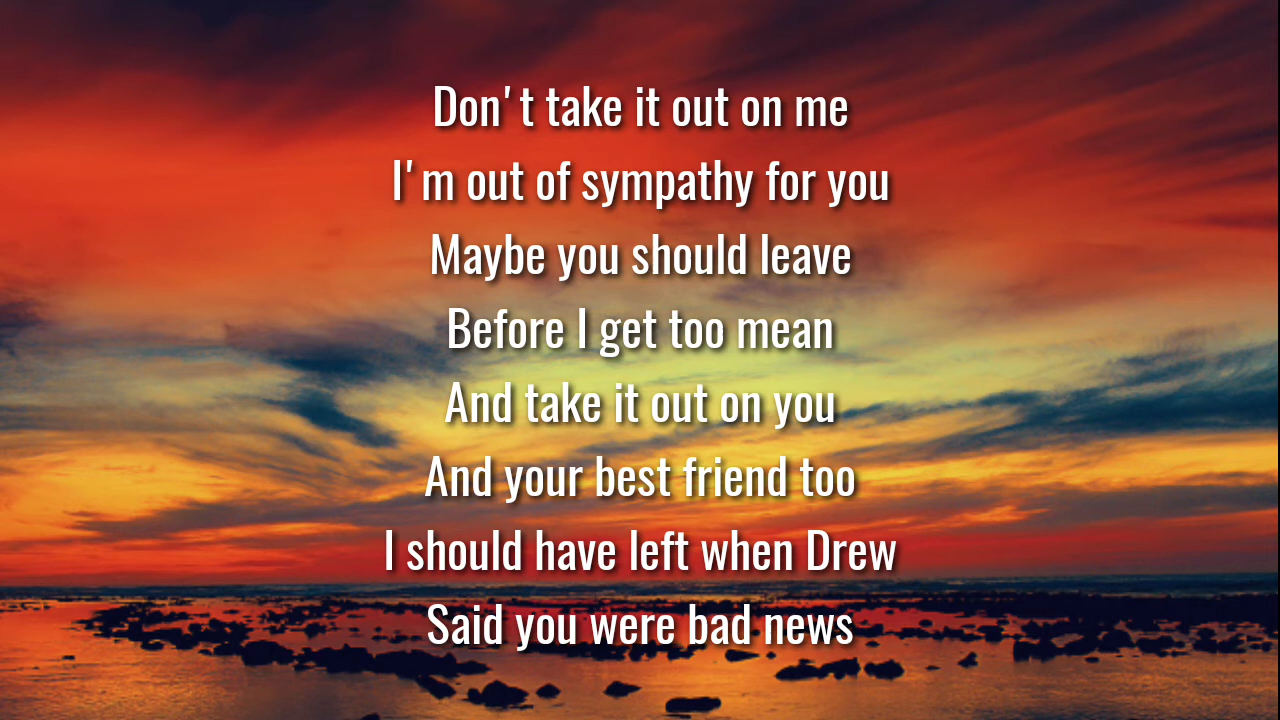 Don't take it out on me
I'm out of sympathy for you
Maybe you should leave
Before I get too mean
And take it out on you
And your best friend too
I should have left when Drew
Said you were bad news